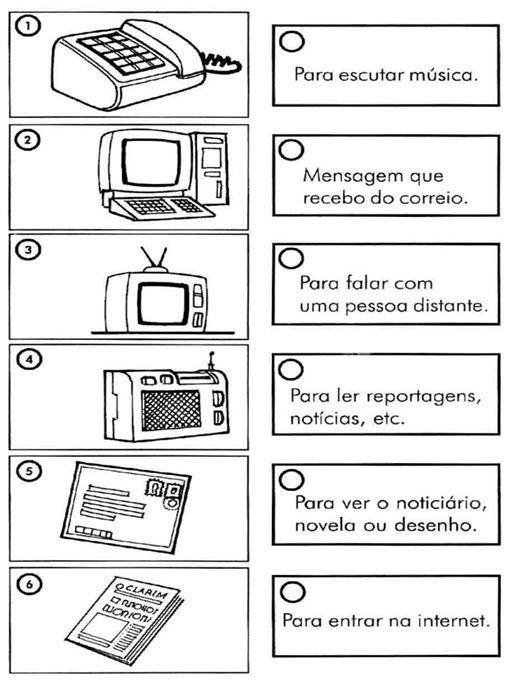 1
Para escutar música.
2
Mensagem que
recebo do correio.
3
Para falar com
uma pessoa distante.
4
Para ler reportagens,
notícias, etc.
5
Para ver o noticiário,
novela ou desenho.
6
O CLARIM
Para entrar na internet.